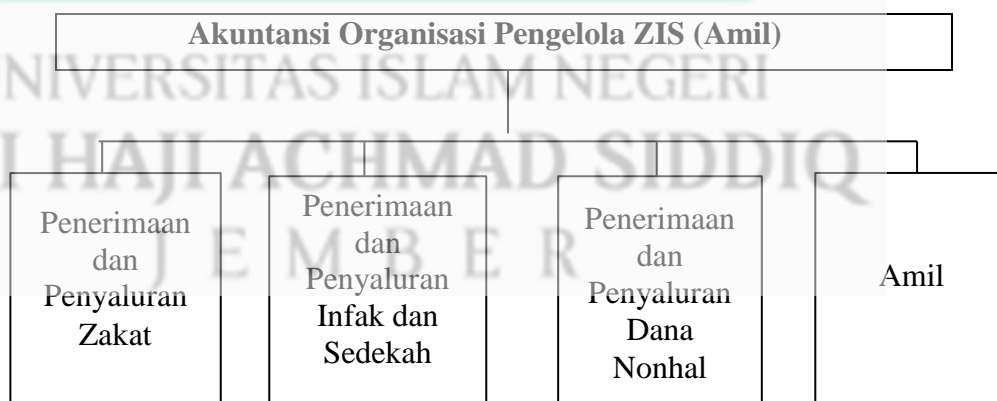 Akuntansi Organisasi Pengelola ZIS (Amil)
NIVERSITAS ISLAM NEGERI
I HAJI ACHMAD SIDDIQ
J E M B E R
Penerimaan
dan
Penyaluran
Zakat
Penerimaan
dan
Penyaluran
Infak dan
Sedekah
Penerimaan
dan
Penyaluran
Dana
Nonhal
Amil